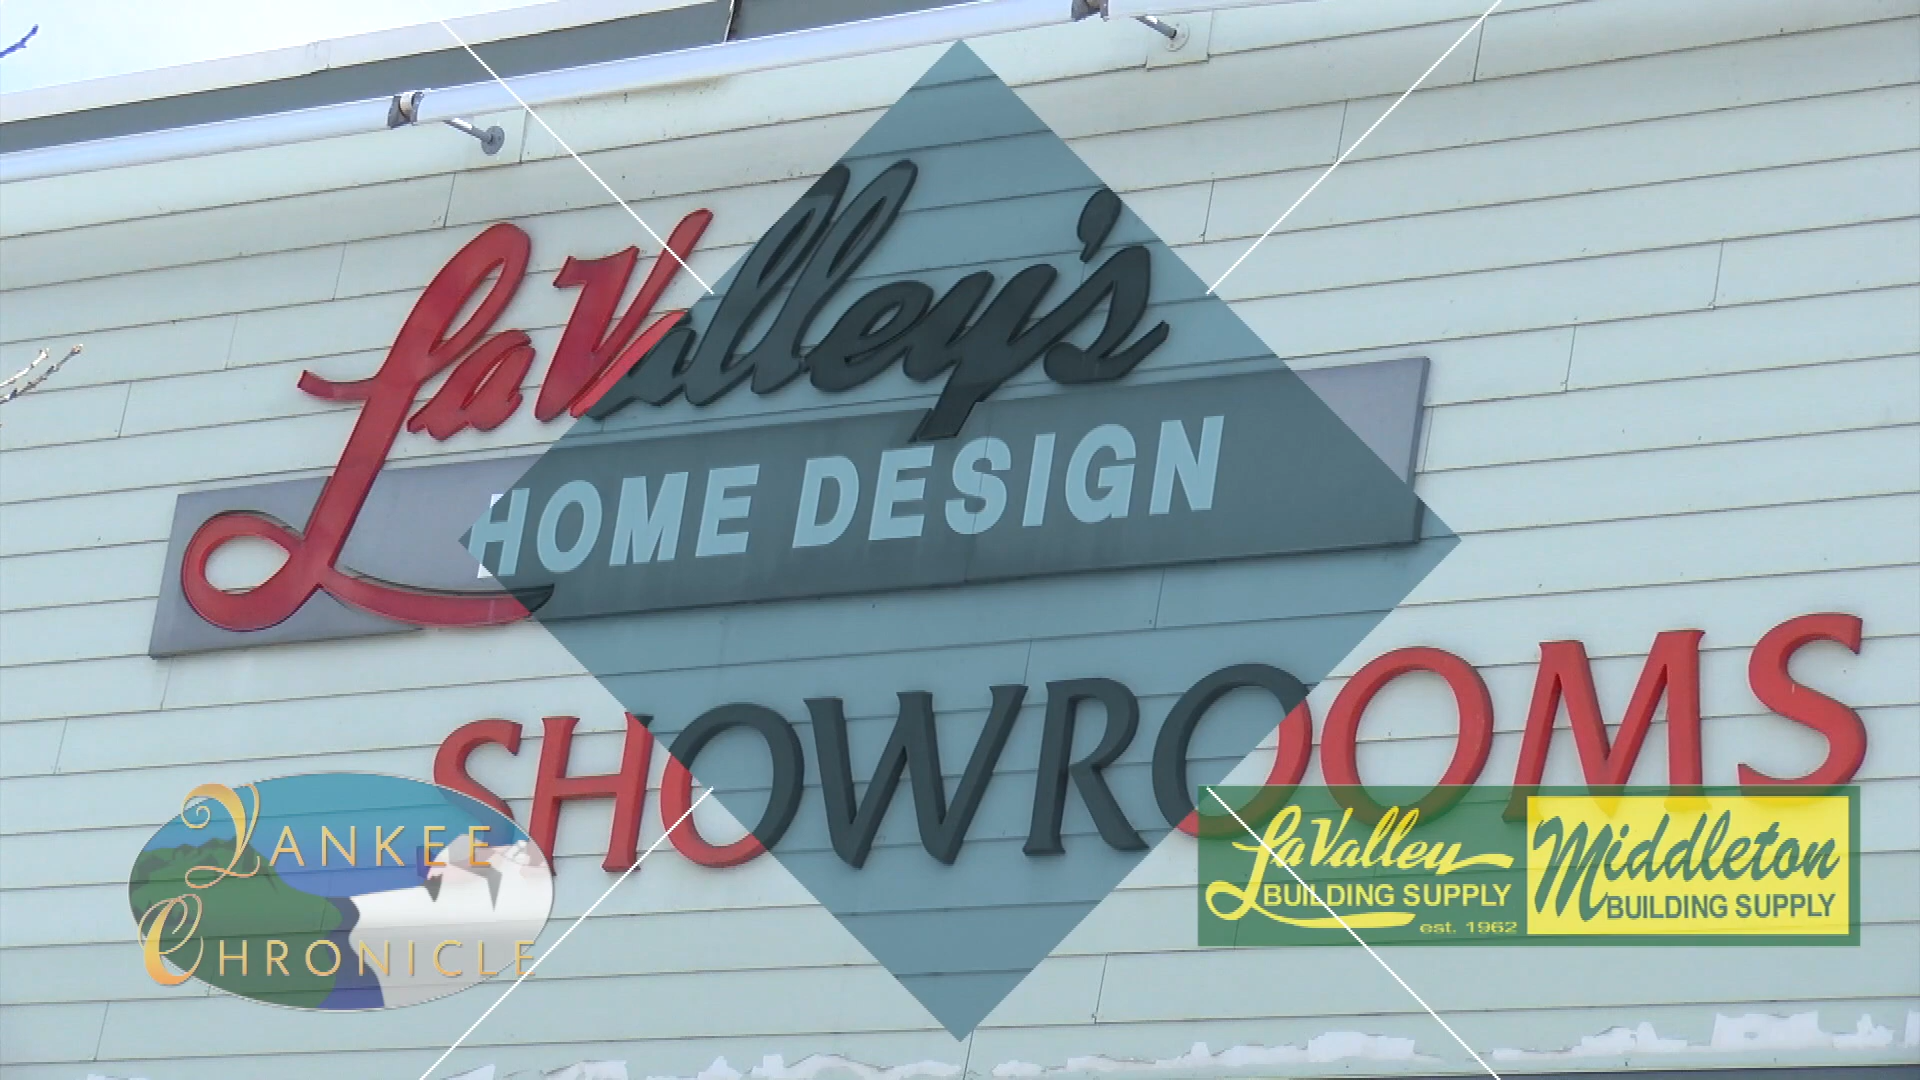 LaValley's
HOME DESIGN
SHOWROOMS
YANKEE
CHRONICLE
LaValley
BUILDING SUPPLY
est. 1962
Middleton
BUILDING SUPPLY